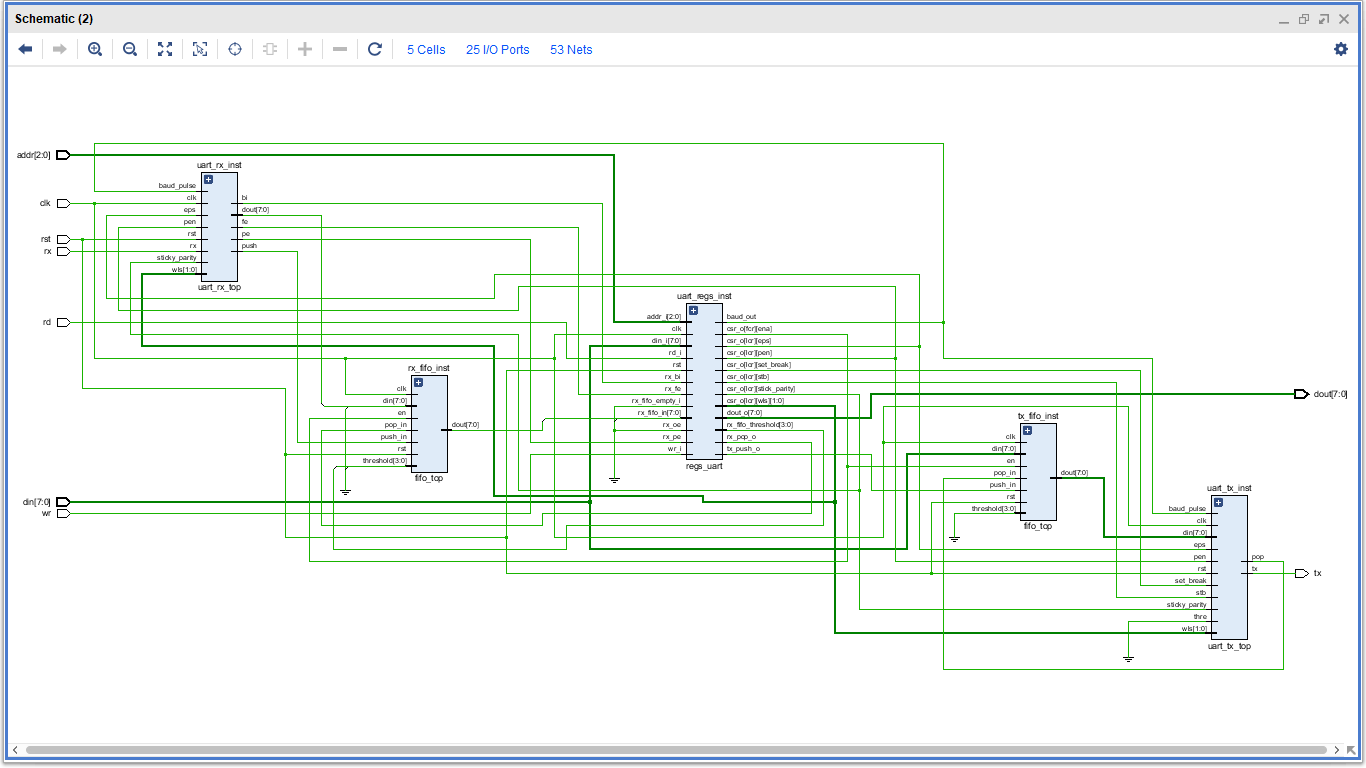 Schematic (2)
5 Cells 25 I/O Ports 53 Nets
addr[2:0]
clk
rst
rx
rd
din[7:0]
wr
uart_rx_inst
baud_pulse
clk
eps
pen
rst
rx
sticky_parity
wls[1:0]
bi
dout[7:0]
fe
pe
push
uart_rx_top
rx_fifo_inst
clk
din[7:0]
en
pop_in
push_in
rst
threshold[3:0]
dout[7:0]
fifo_top
uart_regs_inst
addr_i[2:0]
clk
din_i[7:0]
rd_i
rst
rx_bi
rx_fe
rx_fifo_empty_i
rx_fifo_in[7:0]
rx_oe
rx_pe
wr_i
baud_out
csr_o[fcr][ena]
csr_o[lcr][eps]
csr_o[lcr][pen]
csr_o[lcr][set_break]
csr_o[lcr][stb]
csr_o[lcr][stick_parity]
csr_o[lcr][wls][1:0]
dout_o[7:0]
rx_fifo_threshold[3:0]
rx_pop_o
tx_push_o
regs_uart
tx_fifo_inst
clk
din[7:0]
en
pop_in
push_in
rst
threshold[3:0]
dout[7:0]
fifo_top
uart_tx_inst
baud_pulse
clk
din[7:0]
eps
pen
rst
set_break
stb
sticky_parity
thre
wls[1:0]
pop
tx
uart_tx_top
dout[7:0]
tx